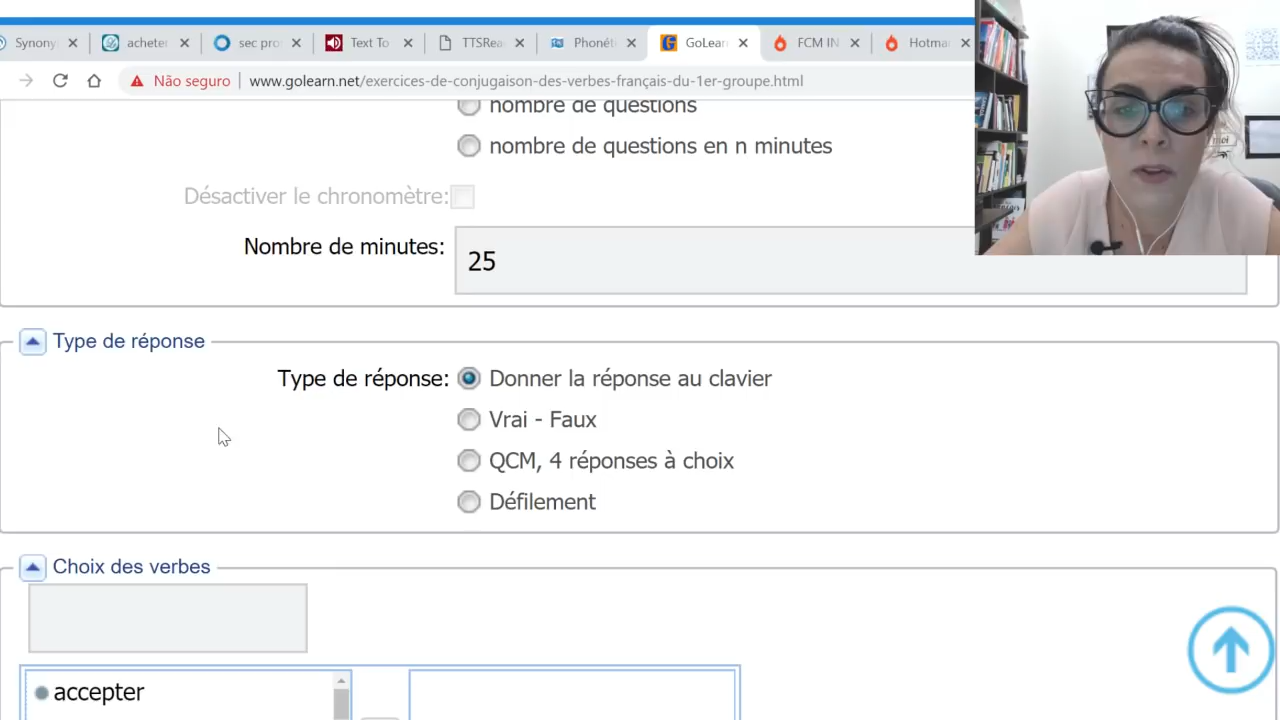 Synony
acheter
sec pro
Text To
TTSRea
Phonét
GoLear
FCM IN
Hotma
Não seguro
www.golearn.net/exercices-de-conjugaison-des-verbes-français-du-1er-groupe.html
nombre de questions
nombre de questions en n minutes
Désactiver le chronomètre:
Nombre de minutes:
25
Type de réponse
Type de réponse:
Donner la réponse au clavier
Vrai - Faux
QCM, 4 réponses à choix
Défilement
Choix des verbes
accepter